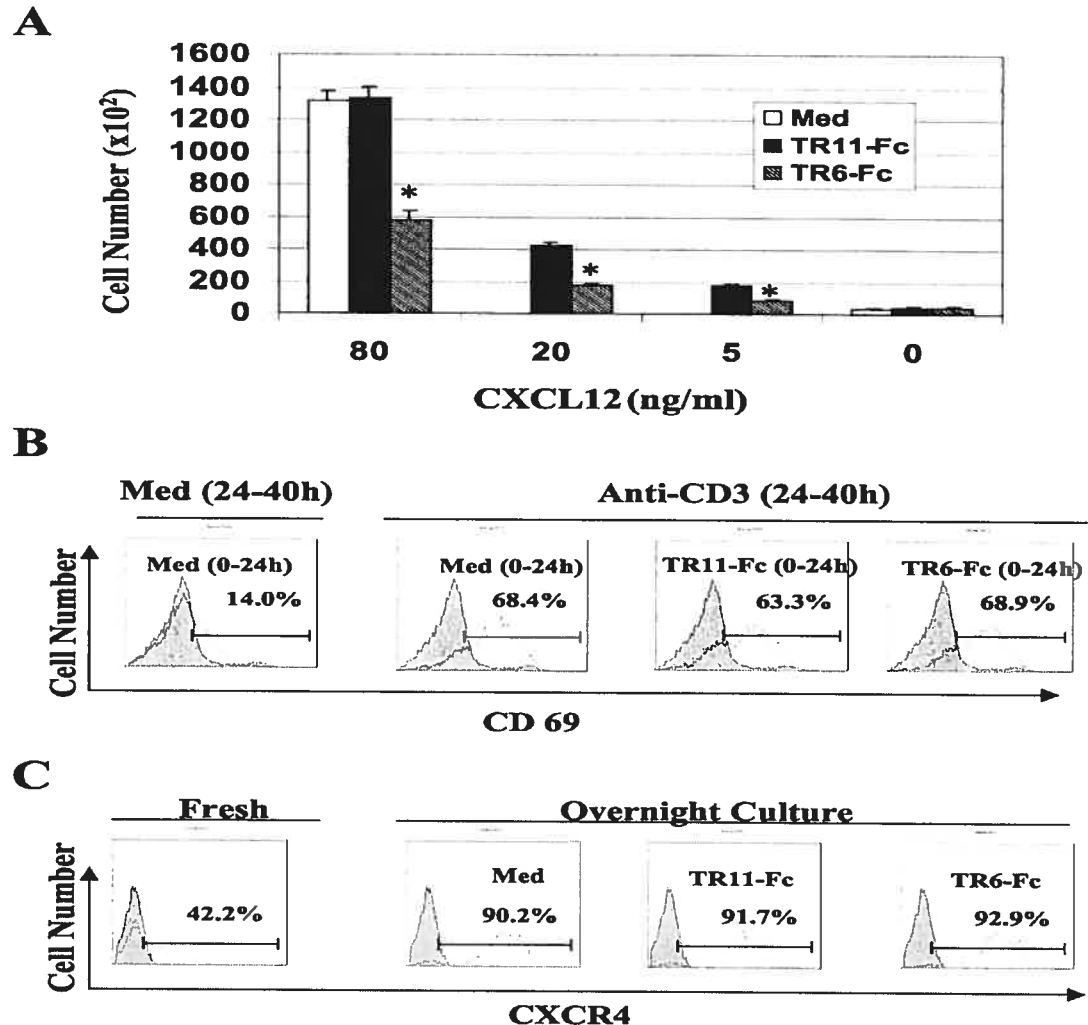 A
1600
1400
1200
1000
800
600
400
200
0
Cell Number (x10²)
Med
TR11-Fc
TR6-Fc
*
*
*
80 20 5 0
CXCL12 (ng/ml)
B
Med (24-40h) Anti-CD3 (24-40h)
Med (0-24h) Med (0-24h) TR11-Fc (0-24h) TR6-Fc (0-24h)
14.0% 68.4% 63.3% 68.9%
Cell Number
CD 69
C
Fresh Overnight Culture
Med TR11-Fc TR6-Fc
42.2% 90.2% 91.7% 92.9%
Cell Number
CXCR4